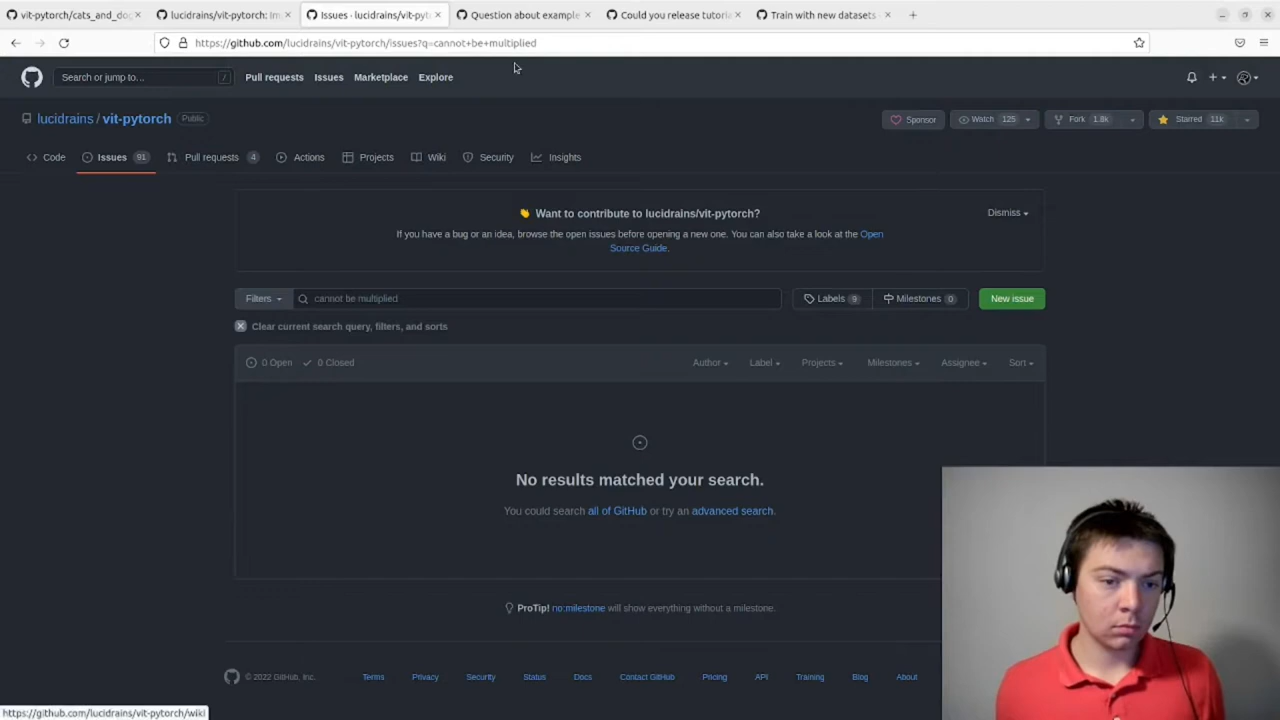 vit-pytorch/cats_and_dog
lucidrains/vit-pytorch: Im
Issues · lucidrains/vit-pyt
Question about example
Could you release tutoria
Train with new datasets
https://github.com/lucidrains/vit-pytorch/issues?q=cannot+be+multiplied
Search or jump to...
/
Pull requests
Issues
Marketplace
Explore
lucidrains / vit-pytorch
Public
Sponsor
Watch 125
Fork 1.8k
Starred 11k
Code
Issues 91
Pull requests 4
Actions
Projects
Wiki
Security
Insights
👋 Want to contribute to lucidrains/vit-pytorch?
Dismiss
If you have a bug or an idea, browse the open issues before opening a new one. You can also take a look at the Open
Source Guide.
Filters
cannot be multiplied
Labels 9
Milestones 0
New issue
Clear current search query, filters, and sorts
0 Open
0 Closed
Author
Label
Projects
Milestones
Assignee
Sort
No results matched your search.
You could search all of GitHub or try an advanced search.
ProTip! no:milestone will show everything without a milestone.
© 2022 GitHub, Inc.
Terms
Privacy
Security
Status
Docs
Contact GitHub
Pricing
API
Training
Blog
About
https://github.com/lucidrains/vit-pytorch/wiki